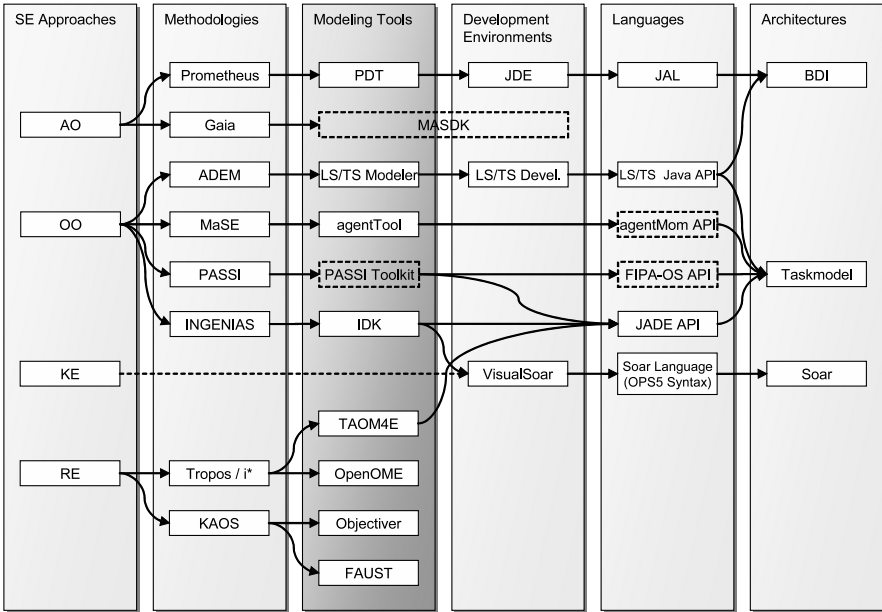 SE Approaches
Methodologies
Modeling Tools
Development
Environments
Languages
Architectures
Prometheus
PDT
JDE
JAL
BDI
AO
Gaia
MASDK
ADEM
LS/TS Modeler
LS/TS Devel.
LS/TS Java API
OO
MaSE
agentTool
agentMom API
PASSI
PASSI Toolkit
FIPA-OS API
Taskmodel
INGENIAS
IDK
JADE API
KE
VisualSoar
Soar Language
(OPS5 Syntax)
Soar
TAOM4E
RE
Tropos / i*
OpenOME
KAOS
Objectiver
FAUST